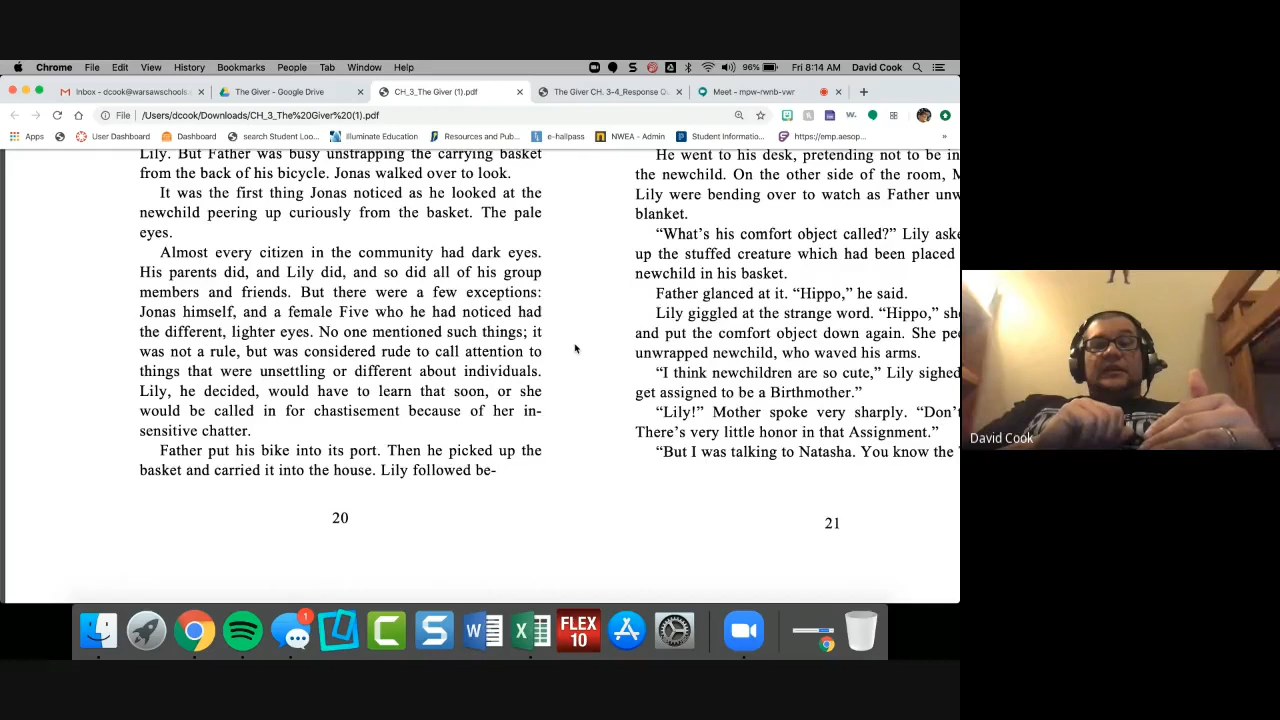 Chrome File Edit View History Bookmarks People Tab Window Help 96% Fri 8:14 AM David Cook
Inbox - dcook@warsawschools. The Giver - Google Drive CH_3_The Giver (1).pdf The Giver CH. 3-4_Response Q Meet - mpw-rwnb-vwr
File /Users/dcook/Downloads/CH_3_The%20Giver%20(1).pdf
Apps User Dashboard Dashboard search Student Loo... Illuminate Education Resources and Pub... e-hallpass NWEA - Admin Student Informatio... https://emp.aesop... »
Lily. But Father was busy unstrapping the carrying basket
from the back of his bicycle. Jonas walked over to look.
It was the first thing Jonas noticed as he looked at the
newchild peering up curiously from the basket. The pale
eyes.
Almost every citizen in the community had dark eyes.
His parents did, and Lily did, and so did all of his group
members and friends. But there were a few exceptions:
Jonas himself, and a female Five who he had noticed had
the different, lighter eyes. No one mentioned such things; it
was not a rule, but was considered rude to call attention to
things that were unsettling or different about individuals.
Lily, he decided, would have to learn that soon, or she
would be called in for chastisement because of her in-
sensitive chatter.
Father put his bike into its port. Then he picked up the
basket and carried it into the house. Lily followed be-
20
He went to his desk, pretending not to be in
the newchild. On the other side of the room, M
Lily were bending over to watch as Father unw
blanket.
“What's his comfort object called?” Lily aske
up the stuffed creature which had been placed
newchild in his basket.
Father glanced at it. “Hippo,” he said.
Lily giggled at the strange word. “Hippo,” she
and put the comfort object down again. She pee
unwrapped newchild, who waved his arms.
“I think newchildren are so cute,” Lily sighed
get assigned to be a Birthmother.”
“Lily!” Mother spoke very sharply. “Don't
There's very little honor in that Assignment.”
“But I was talking to Natasha. You know the
21
David Cook
1
W
X
FLEX
10